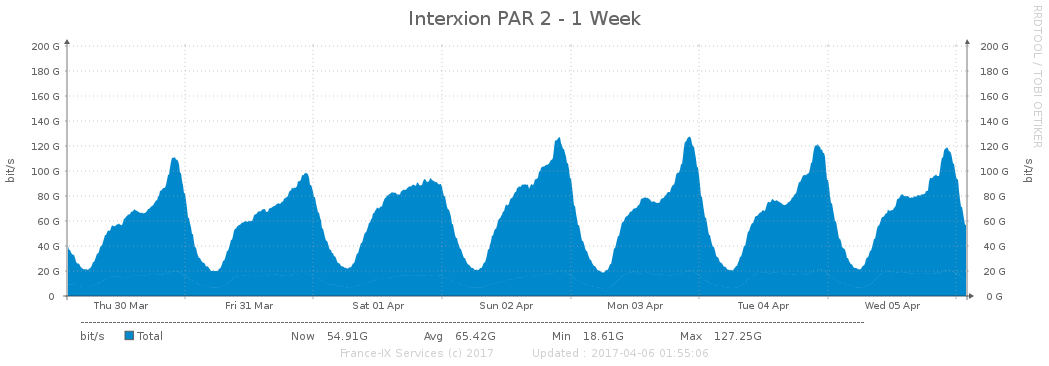 Interxion PAR 2 - 1 Week
RRDTOOL / TOBI OETIKER
bit/s
200 G 200 G
180 G 180 G
160 G 160 G
140 G 140 G
120 G 120 G
100 G 100 G
80 G 80 G
60 G 60 G
40 G 40 G
20 G 20 G
0 0 G
bit/s
Thu 30 Mar Fri 31 Mar Sat 01 Apr Sun 02 Apr Mon 03 Apr Tue 04 Apr Wed 05 Apr
bit/s Total Now 54.91G Avg 65.42G Min 18.61G Max 127.25G
France-IX Services (c) 2017 Updated : 2017-04-06 01:55:06